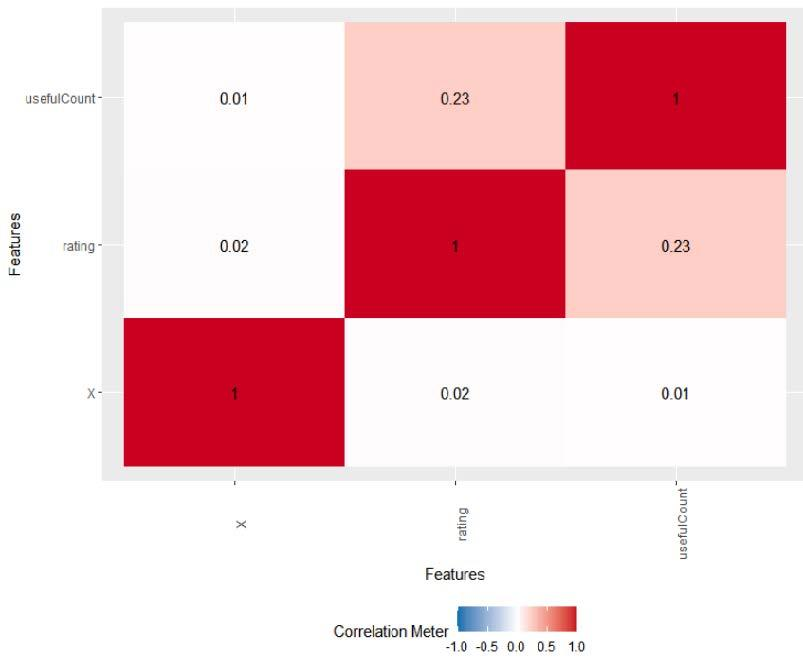 usefulCount 0.01 0.23 1
rating 0.02 1 0.23
X 1 0.02 0.01
Features
X rating usefulCount
Features
Correlation Meter
-1.0 -0.5 0.0 0.5 1.0